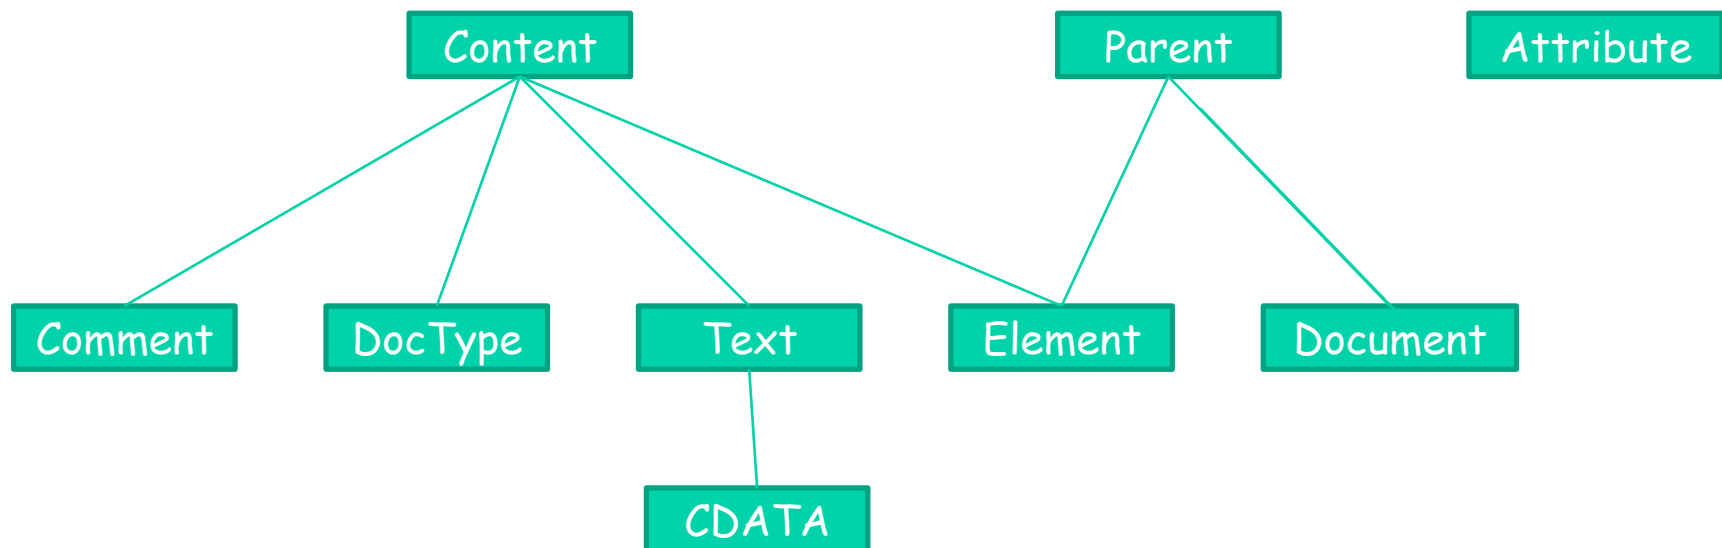 Content
Parent
Attribute
Comment
DocType
Text
Element
Document
CDATA